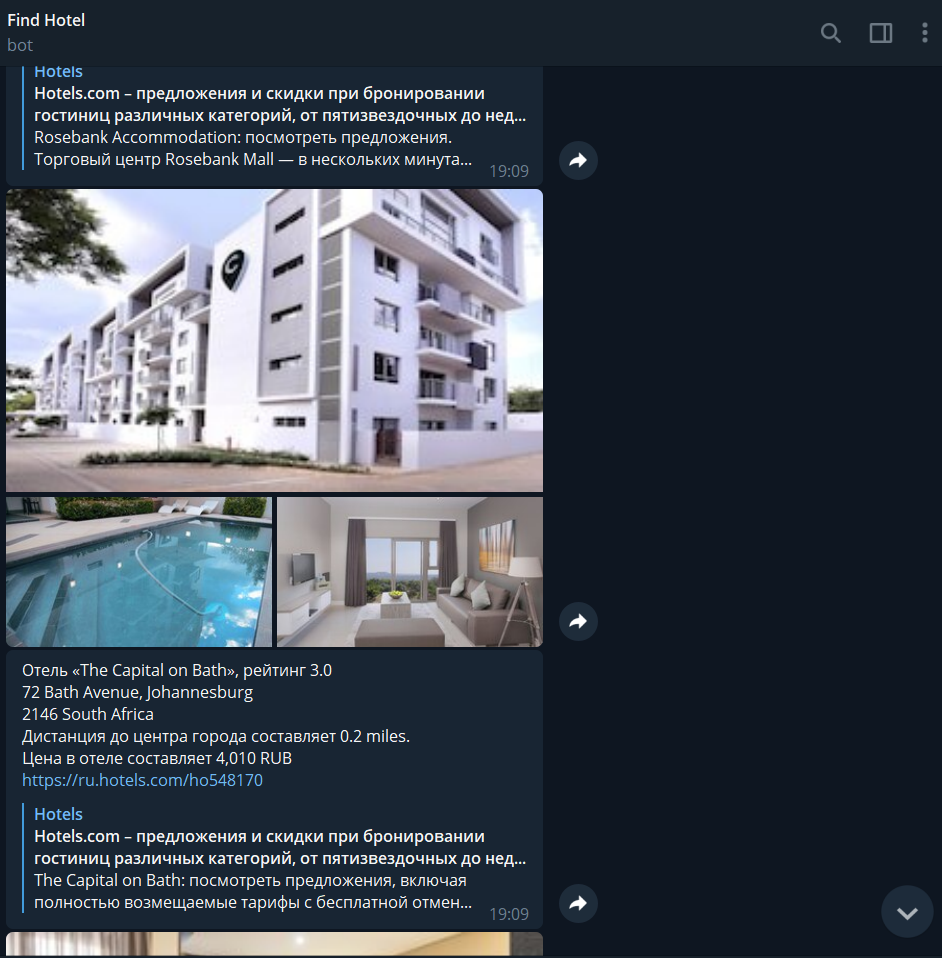 Find Hotel
bot
Hotels
Hotels.com – предложения и скидки при бронировании
гостиниц различных категорий, от пятизвездочных до нед...
Rosebank Accommodation: посмотреть предложения.
Торговый центр Rosebank Mall — в нескольких минута...
19:09
C
Отель «The Capital on Bath», рейтинг 3.0
72 Bath Avenue, Johannesburg
2146 South Africa
Дистанция до центра города составляет 0.2 miles.
Цена в отеле составляет 4,010 RUB
https://ru.hotels.com/ho548170
Hotels
Hotels.com – предложения и скидки при бронировании
гостиниц различных категорий, от пятизвездочных до нед...
The Capital on Bath: посмотреть предложения, включая
полностью возмещаемые тарифы с бесплатной отмен...
19:09